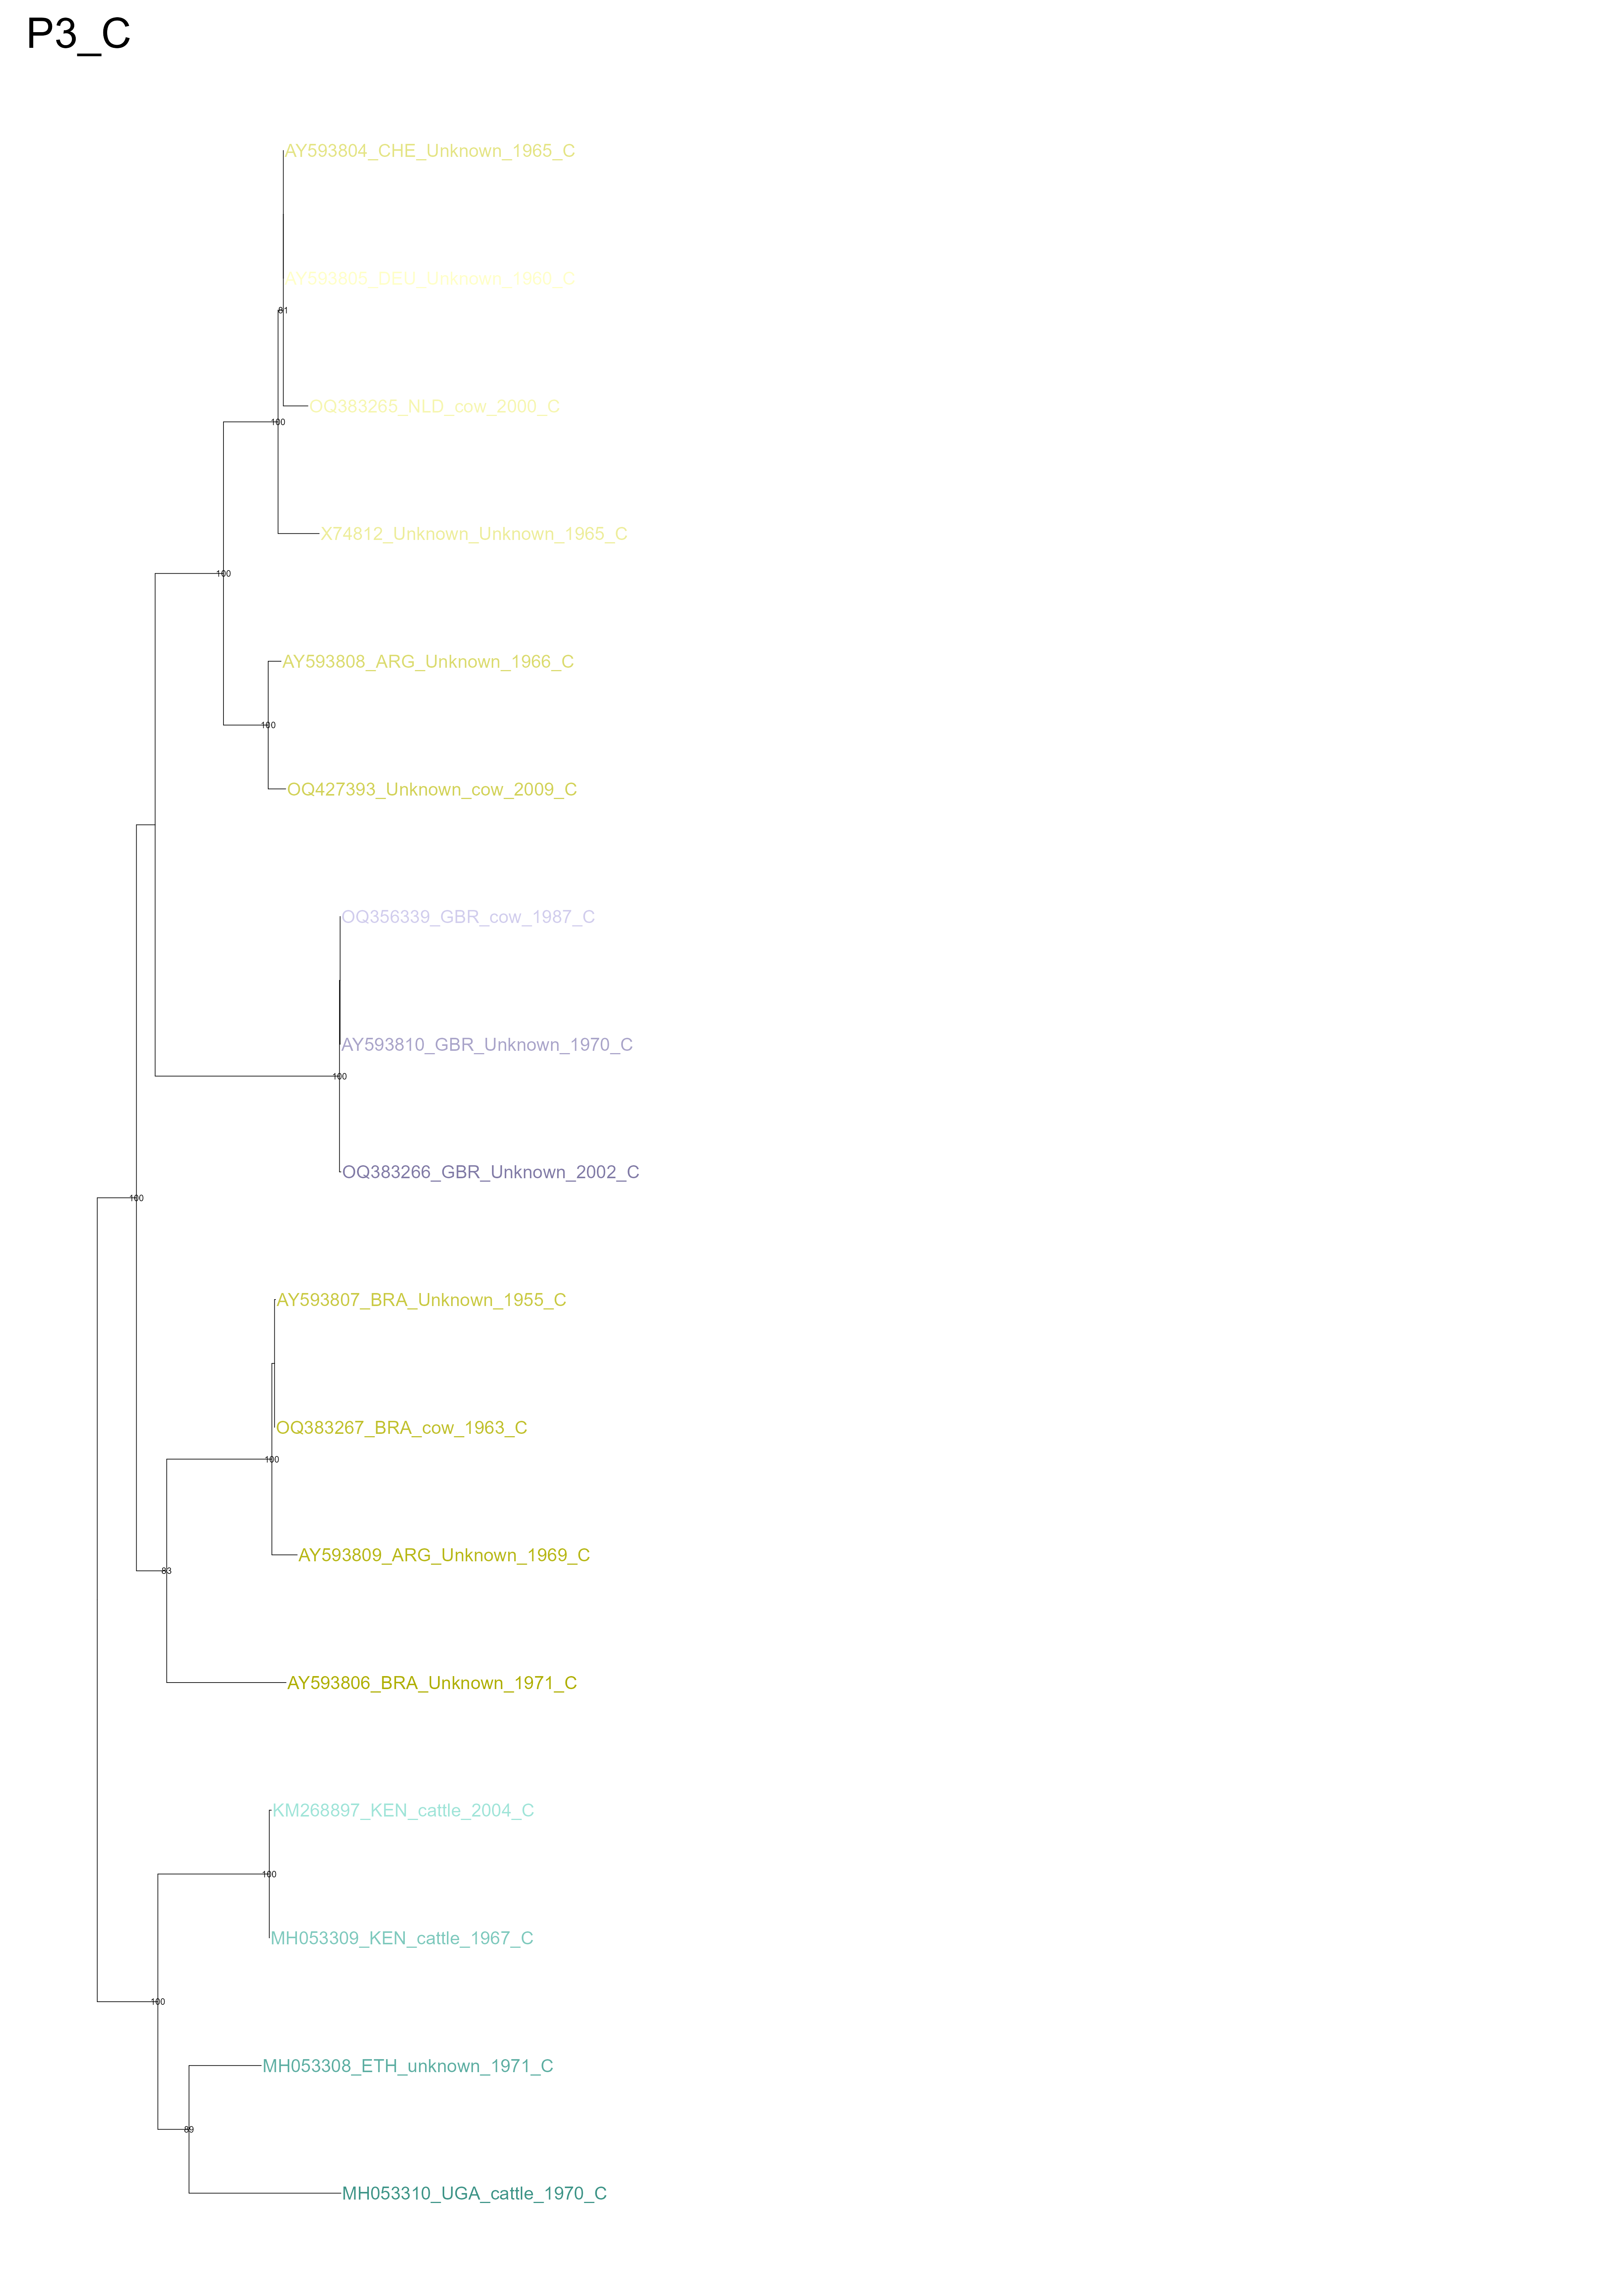 P3_C
AY593804_CHE_Unknown_1965_C
AY593805_DEU_Unknown_1960_C
81
OQ383265_NLD_cow_2000_C
100
X74812_Unknown_Unknown_1965_C
100
AY593808_ARG_Unknown_1966_C
100
OQ427393_Unknown_cow_2009_C
OQ356339_GBR_cow_1987_C
AY593810_GBR_Unknown_1970_C
100
OQ383266_GBR_Unknown_2002_C
100
AY593807_BRA_Unknown_1955_C
OQ383267_BRA_cow_1963_C
100
AY593809_ARG_Unknown_1969_C
83
AY593806_BRA_Unknown_1971_C
KM268897_KEN_cattle_2004_C
100
MH053309_KEN_cattle_1967_C
100
MH053308_ETH_unknown_1971_C
89
MH053310_UGA_cattle_1970_C